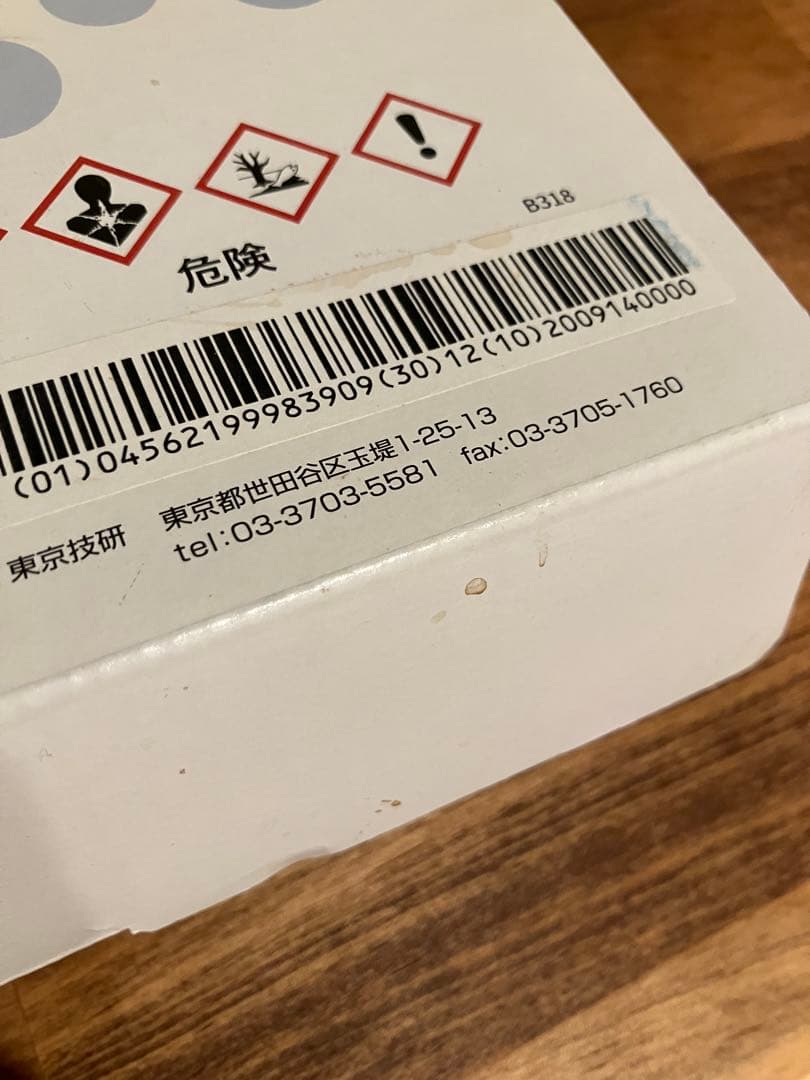 危険
B318
(01)04562199983909(30)12(10)2009140000
東京技研 東京都世田谷区玉堤1-25-13
tel:03-3703-5581 fax:03-3705-1760